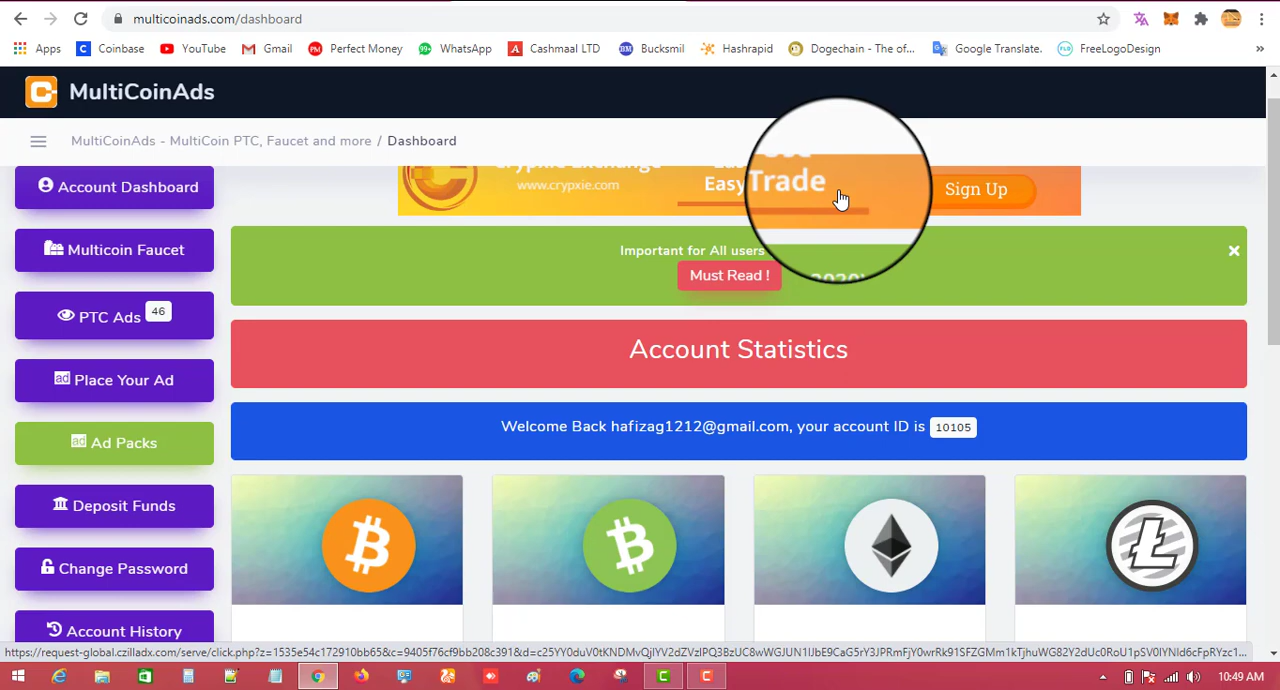 multicoinads.com/dashboard
Apps Coinbase YouTube Gmail Perfect Money WhatsApp Cashmaal LTD Bucksmil Hashrapid Dogechain - The of... Google Translate. FreeLogoDesign »
MultiCoinAds
MultiCoinAds - MultiCoin PTC, Faucet and more / Dashboard
www.crypxie.com
Easy Trade
Sign Up
Account Dashboard
Multicoin Faucet
PTC Ads 46
Place Your Ad
Ad Packs
Deposit Funds
Change Password
Account History
Important for All users
Must Read !
Account Statistics
Welcome Back hafizag1212@gmail.com, your account ID is 10105
10:49 AM